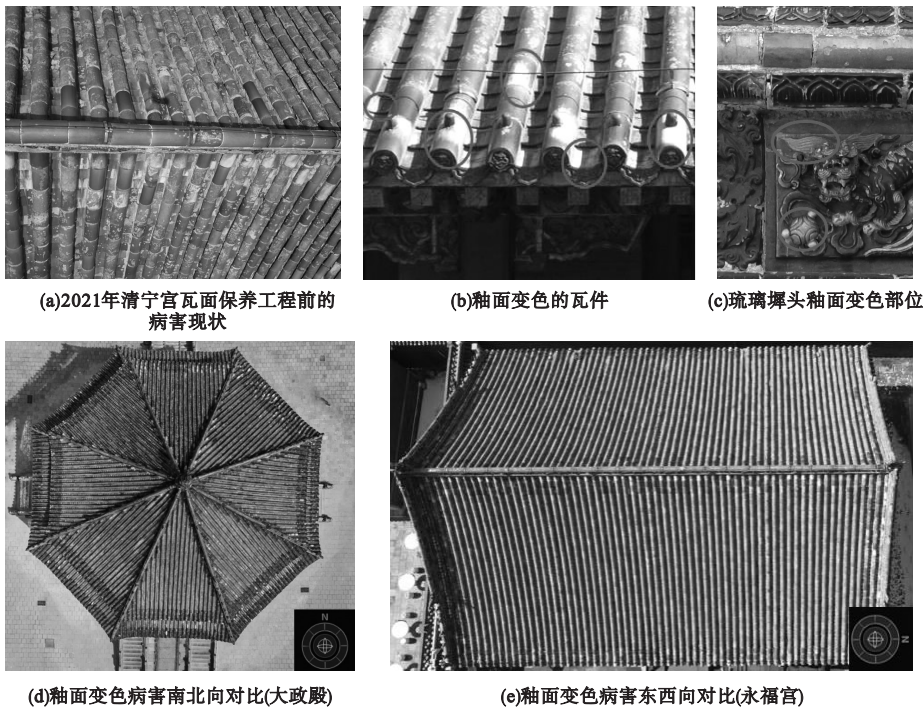 (a)2021年清宁宫瓦面保养工程前的
病害现状
(b)釉面变色的瓦件
(c)琉璃墀头釉面变色部位
N
(d)釉面变色病害南北向对比(大政殿)
N
(e)釉面变色病害东西向对比(永福宫)